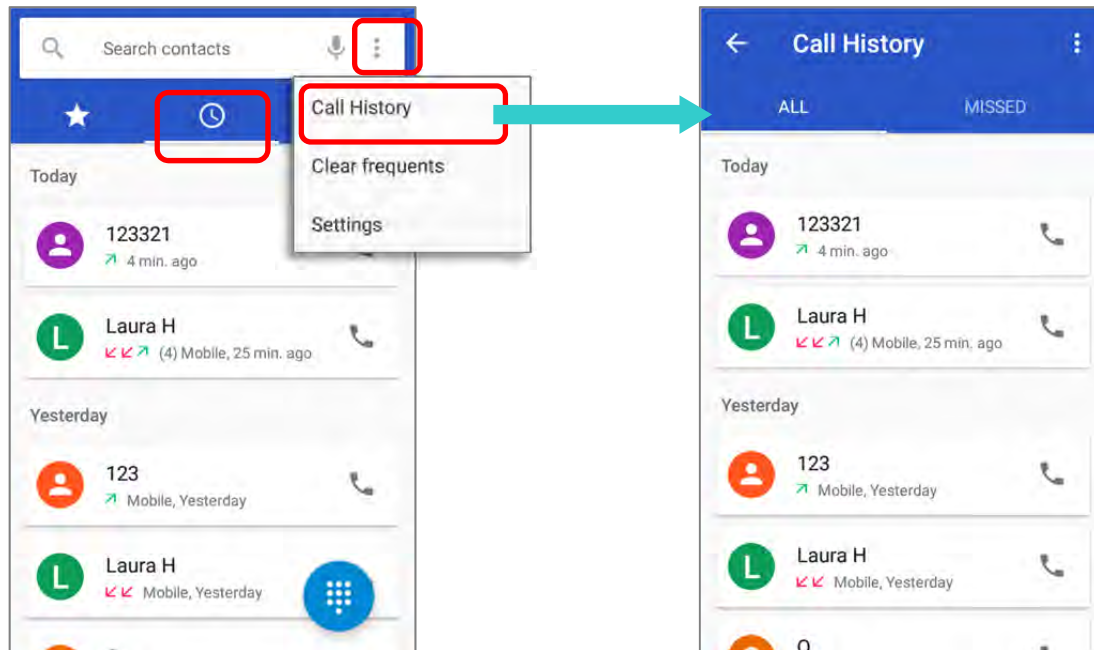 Search contacts
Call History
Clear frequents
Settings
Today
123321
4 min. ago
L
Laura H
(4) Mobile, 25 min. ago
Yesterday
123
Mobile, Yesterday
L
Laura H
Mobile, Yesterday
Call History
ALL
MISSED
Today
123321
4 min. ago
L
Laura H
(4) Mobile, 25 min. ago
Yesterday
123
Mobile, Yesterday
L
Laura H
Mobile, Yesterday